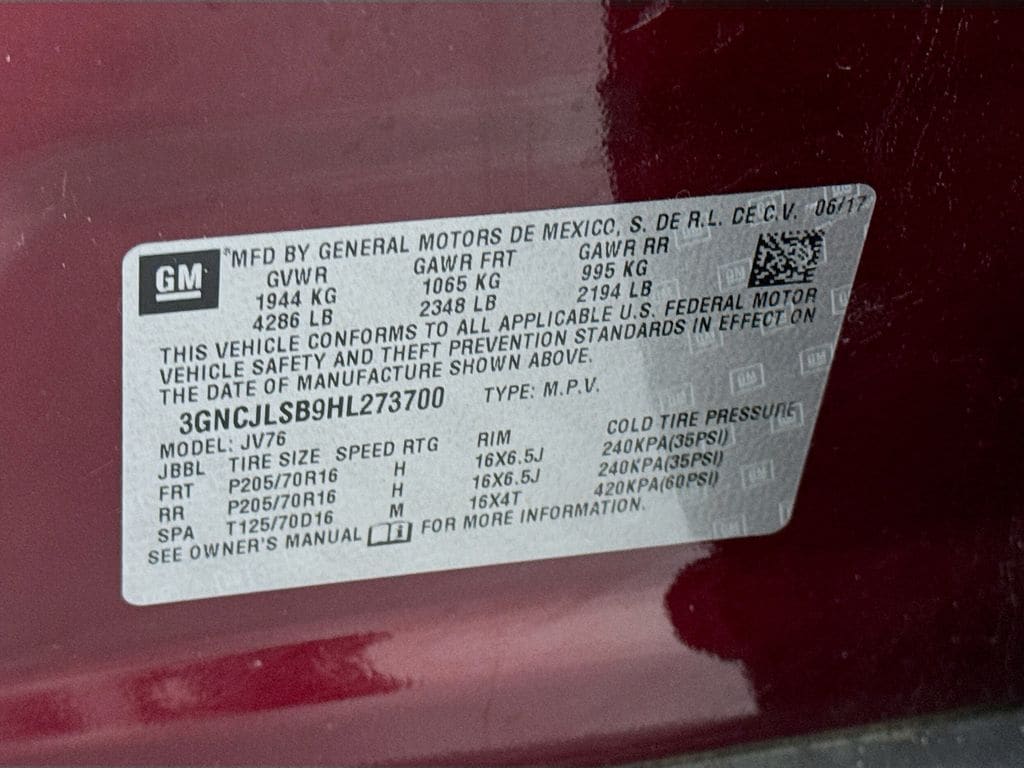 GM
*MFD BY GENERAL MOTORS DE MEXICO, S. DE R.L. DE C.V. 06/17
GVWR GAWR FRT GAWR RR
1944 KG 1065 KG 995 KG
4286 LB 2348 LB 2194 LB
THIS VEHICLE CONFORMS TO ALL APPLICABLE U.S. FEDERAL MOTOR
VEHICLE SAFETY AND THEFT PREVENTION STANDARDS IN EFFECT ON
THE DATE OF MANUFACTURE SHOWN ABOVE.
3GNCJLSB9HL273700 TYPE: M.P.V.
MODEL: JV76
JBBL TIRE SIZE SPEED RTG RIM COLD TIRE PRESSURE
FRT P205/70R16 H 16X6.5J 240KPA(35PSI)
RR P205/70R16 H 16X6.5J 240KPA(35PSI)
SPA T125/70D16 M 16X4T 420KPA(60PSI)
SEE OWNER'S MANUAL FOR MORE INFORMATION.